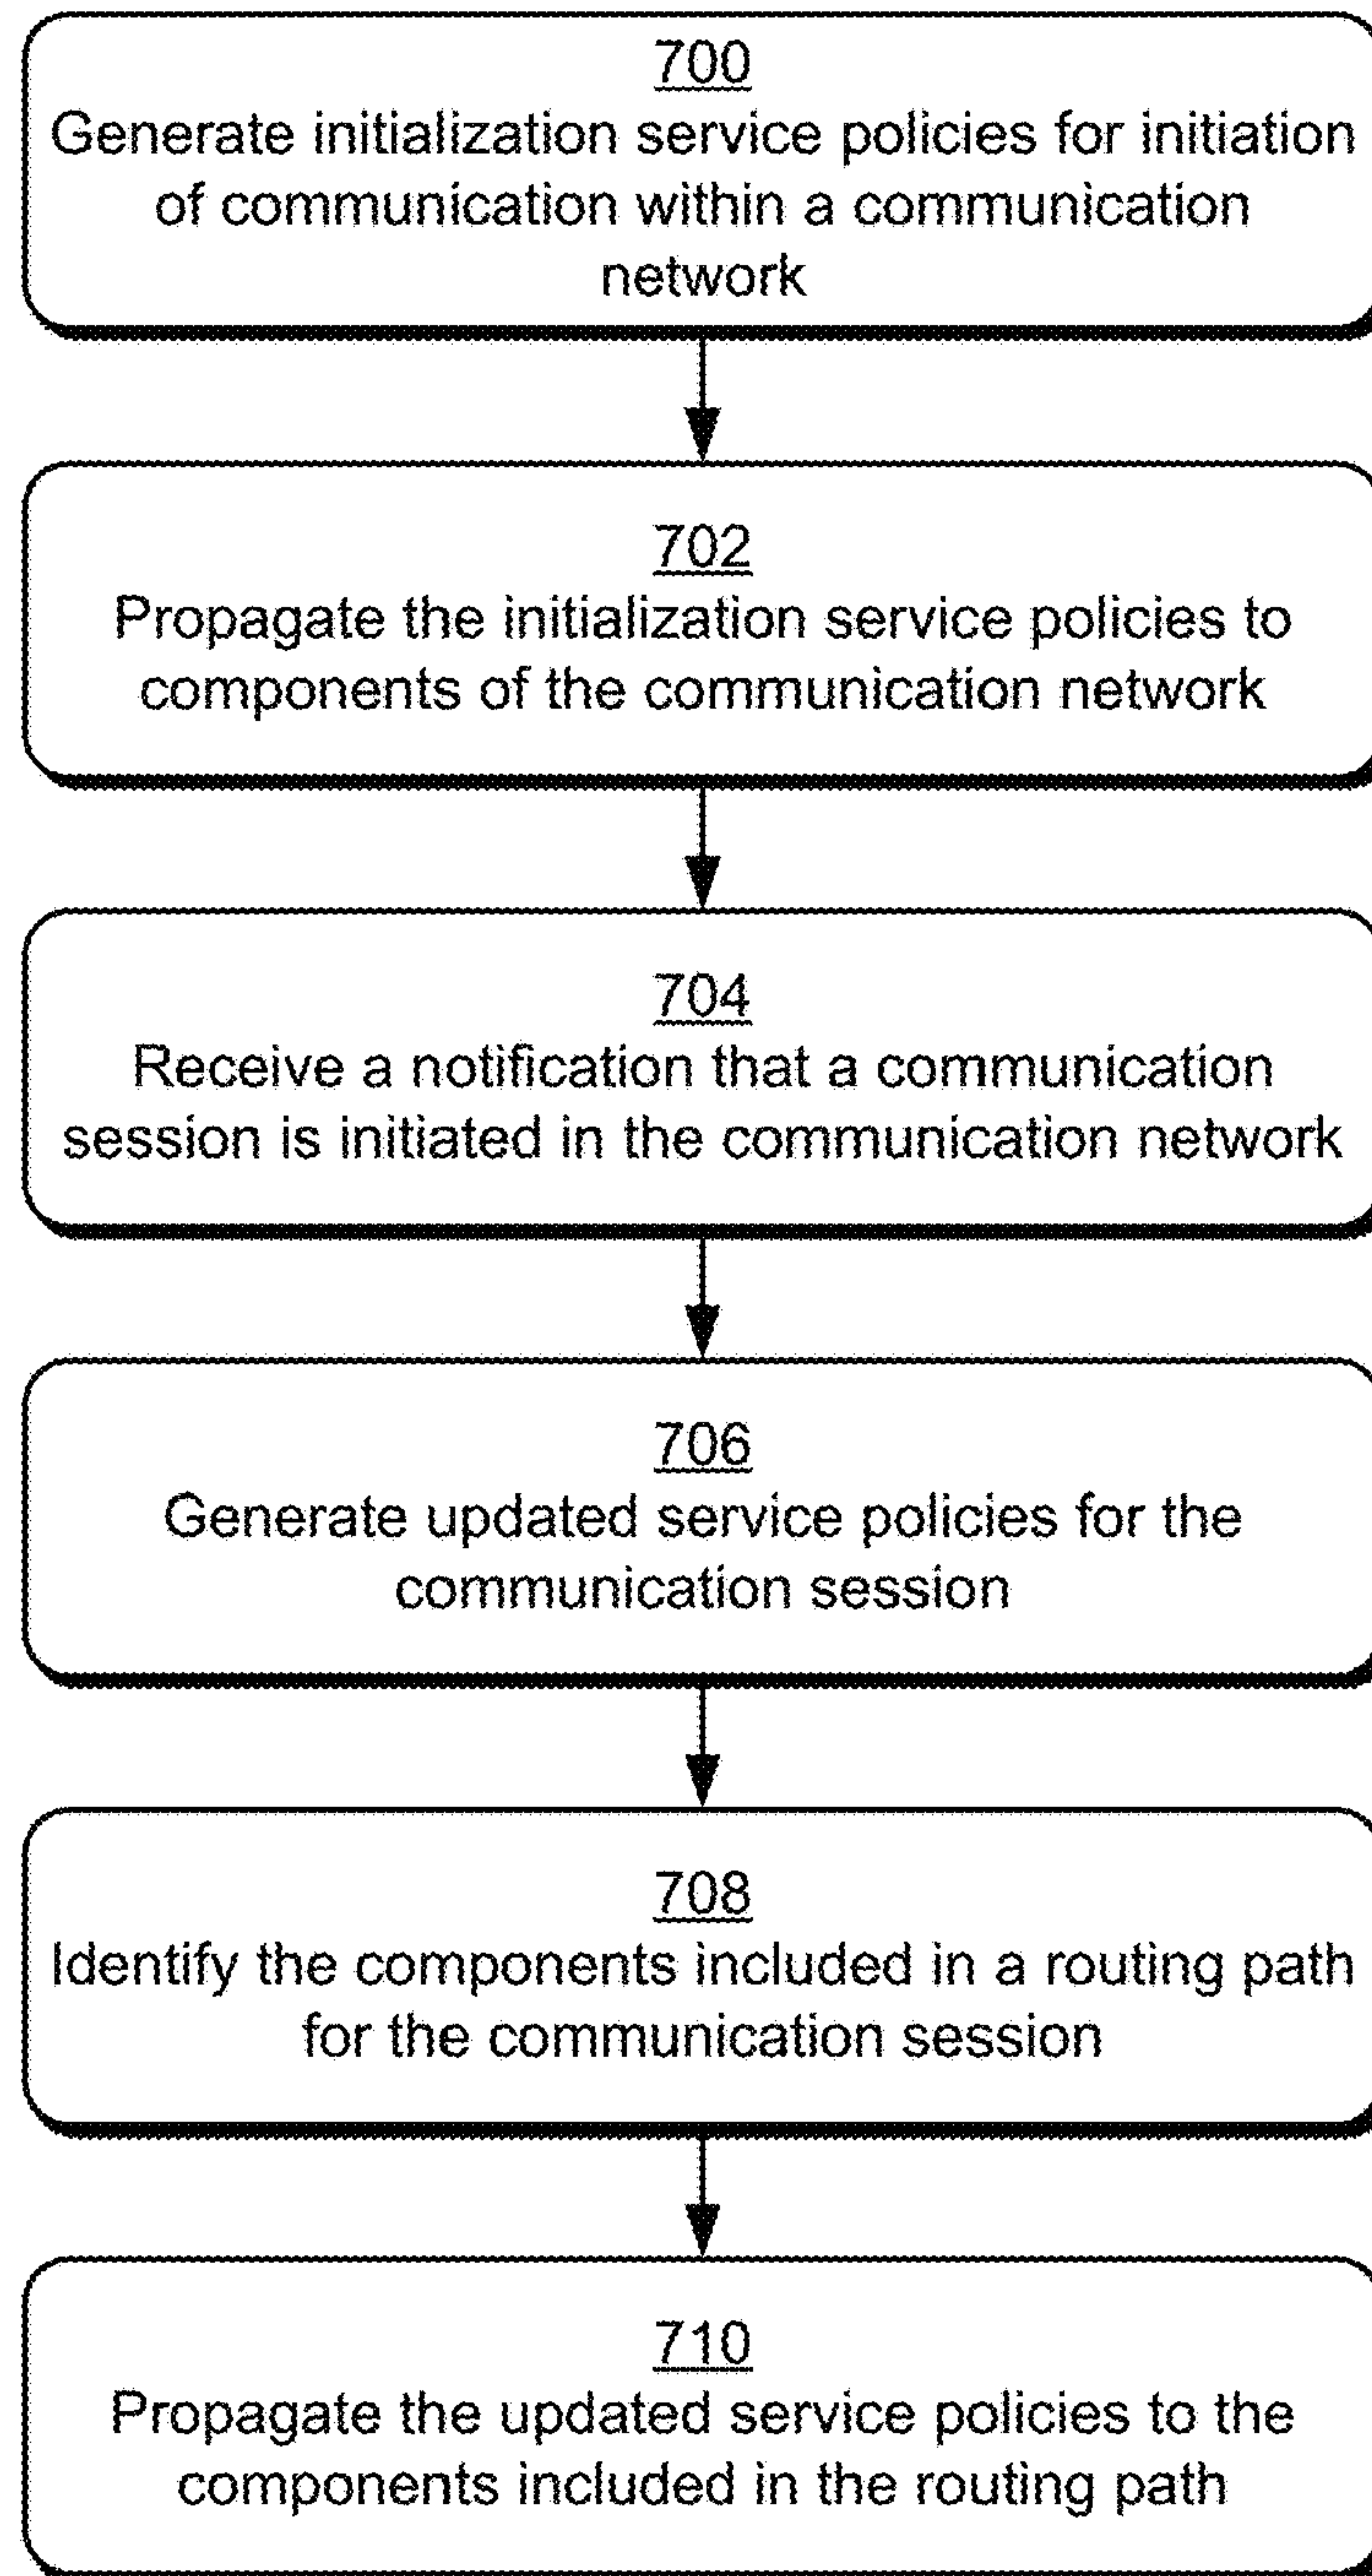 700
Generate initialization service policies for initiation
of communication within a communication
network
702
Propagate the initialization service policies to
components of the communication network
704
Receive a notification that a communication
session is initiated in the communication network
706
Generate updated service policies for the
communication session
708
Identify the components included in a routing path
for the communication session
710
Propagate the updated service policies to the
components included in the routing path